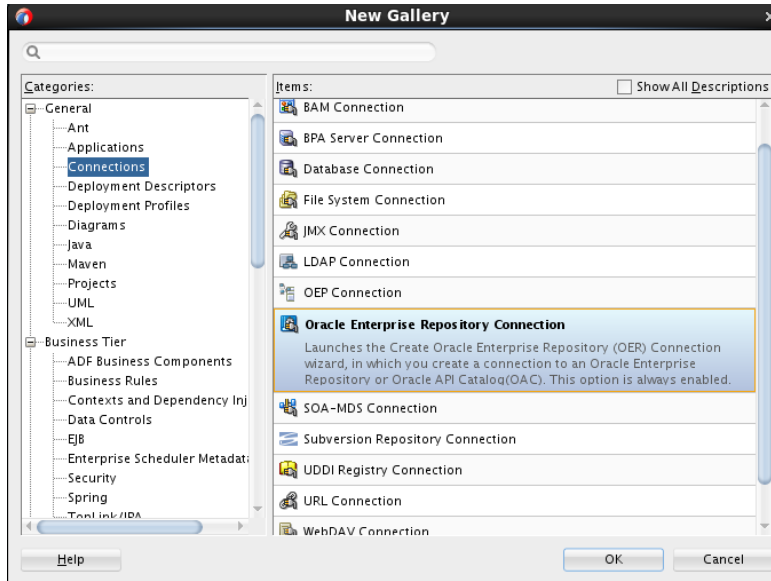 New Gallery
Categories:
General
Ant
Applications
Connections
Deployment Descriptors
Deployment Profiles
Diagrams
Java
Maven
Projects
UML
XML
Business Tier
ADF Business Components
Business Rules
Contexts and Dependency Inj
Data Controls
EJB
Enterprise Scheduler Metadat
Security
Spring
TopLink/JPA
Items:
Show All Descriptions
BAM Connection
BPA Server Connection
Database Connection
File System Connection
JMX Connection
LDAP Connection
OEP Connection
Oracle Enterprise Repository Connection
Launches the Create Oracle Enterprise Repository (OER) Connection
wizard, in which you create a connection to an Oracle Enterprise
Repository or Oracle API Catalog(OAC). This option is always enabled.
SOA-MDS Connection
Subversion Repository Connection
UDDI Registry Connection
URL Connection
WebDAV Connection
Help
OK
Cancel